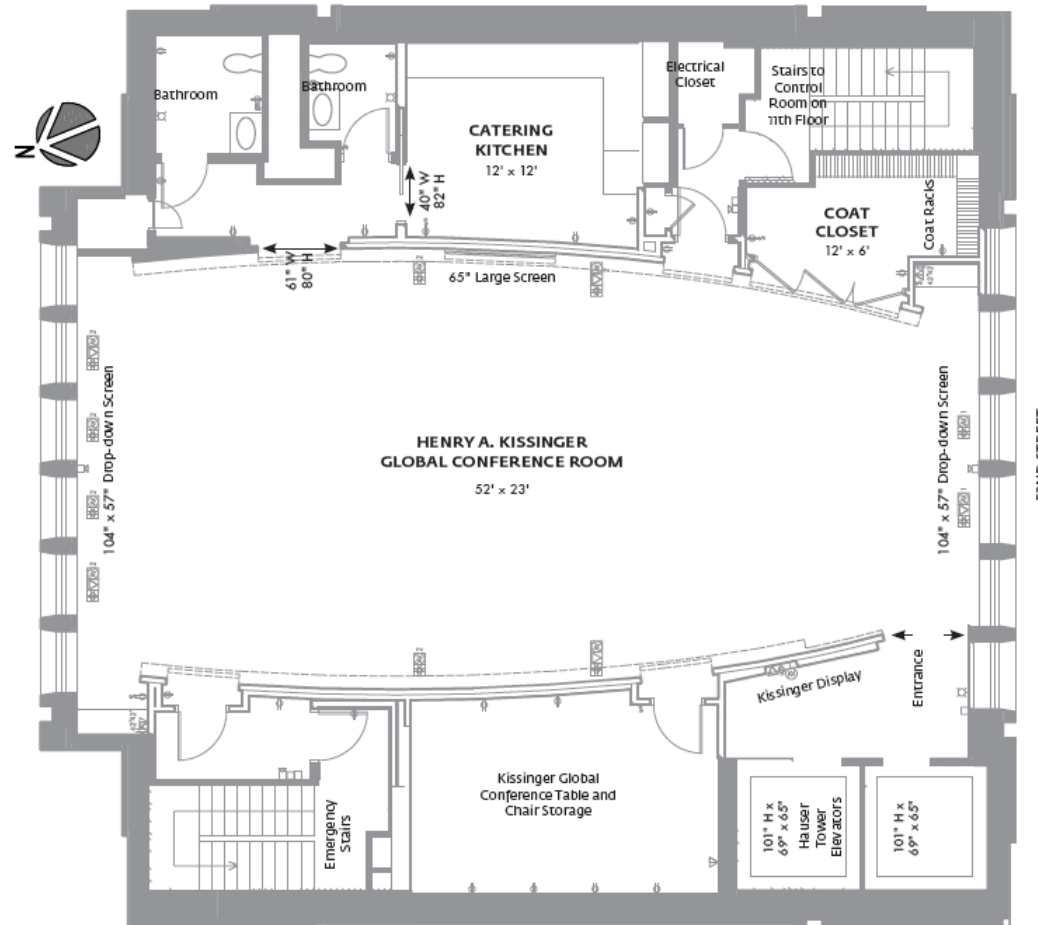 Bathroom
Bathroom
Electrical
Closet
Stairs to
Control
Room on
11th Floor
N
CATERING
KITCHEN
12' x 12'
40" W
82" H
COAT
CLOSET
12' x 6'
Coat Racks
61" W
80" H
65" Large Screen
104" x 57" Drop-down Screen
HENRY A. KISSINGER
GLOBAL CONFERENCE ROOM
52' x 23'
104" x 57" Drop-down Screen
Kissinger Display
Entrance
Emergency
Stairs
Kissinger Global
Conference Table and
Chair Storage
101" H x
69" x 65"
Hauser
Tower
Elevators
101" H x
69" x 65"